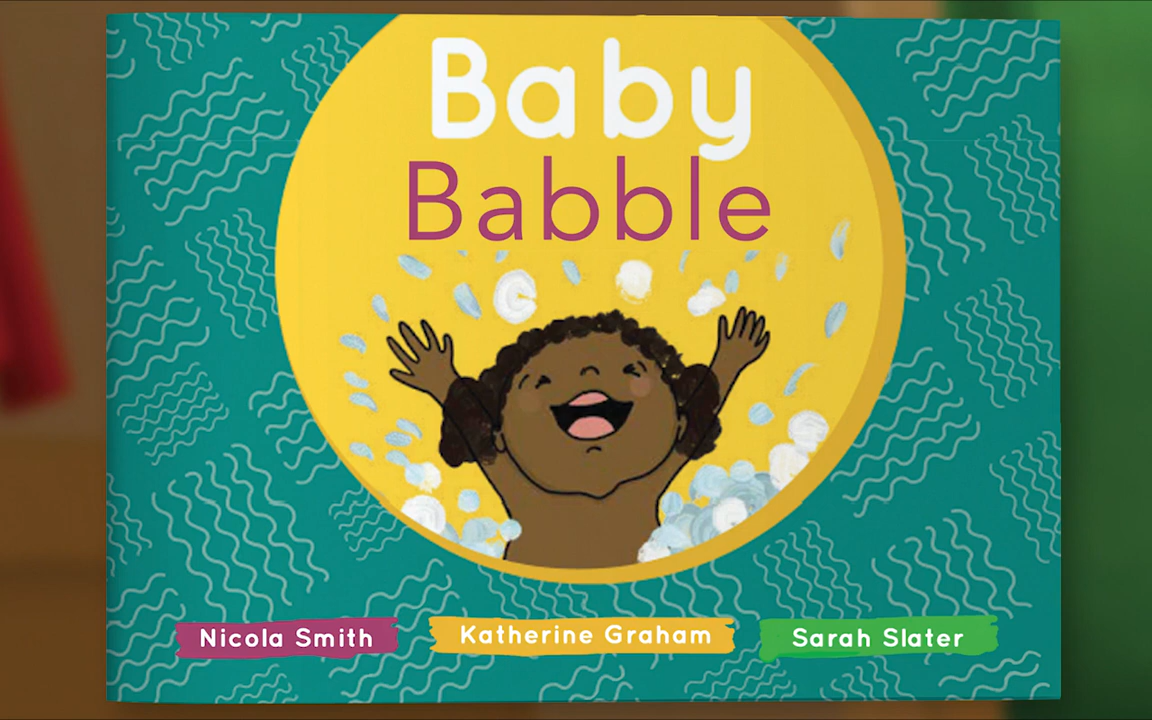 Baby
Babble
Nicola Smith
Katherine Graham
Sarah Slater